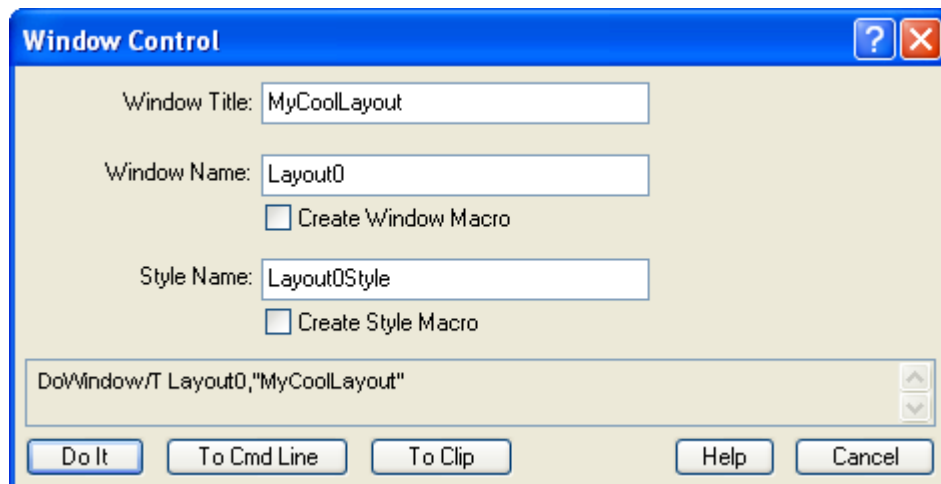 Window Control
Window Title: MyCoolLayout
Window Name: Layout0
Create Window Macro
Style Name: Layout0Style
Create Style Macro
DoWindow/T Layout0,"MyCoolLayout"
Do It To Cmd Line To Clip Help Cancel